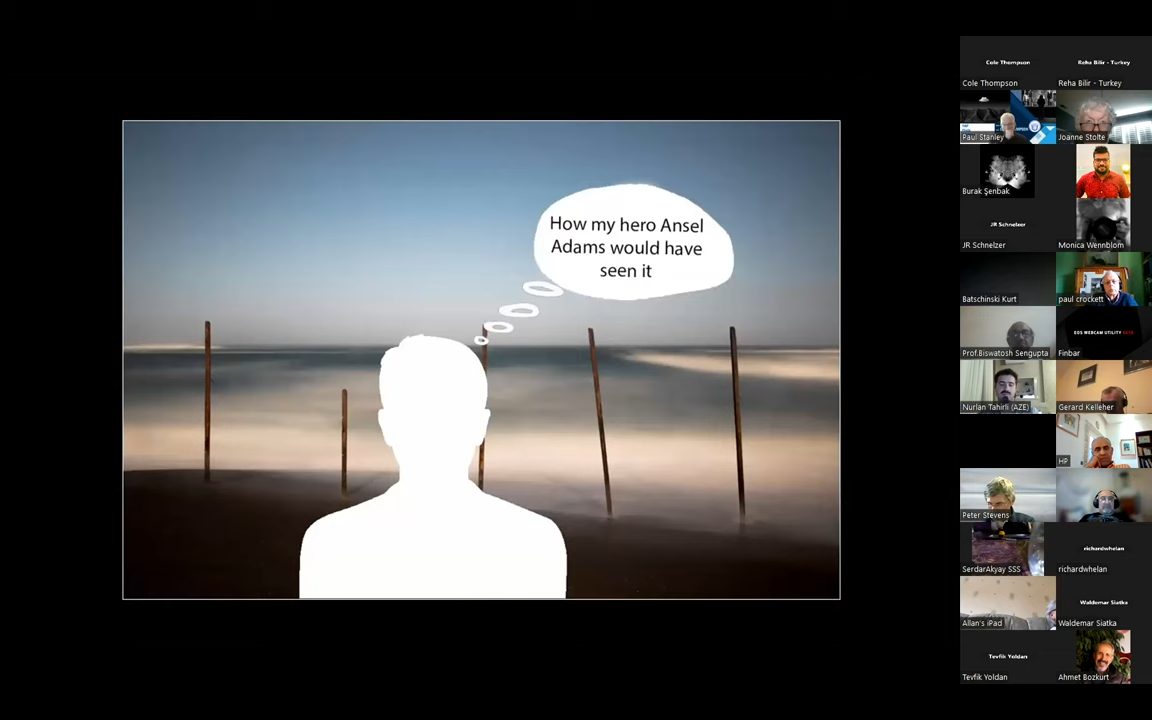 How my hero Ansel
Adams would have
seen it
Cole Thompson
Reha Bilir - Turkey
Cole Thompson
Reha Bilir - Turkey
Paul Stanley
Joanne Stolte
Burak Şenbak
JR Schnelzer
JR Schnelzer
Monica Wennblom
Batschinski Kurt
paul crockett
EOS WEBCAM UTILITY BETA
Prof.Biswatosh Sengupta
Finbar
Nurlan Tahirli (AZE)
Gerard Kelleher
HP
Peter Stevens
richardwhelan
SerdarAkyay SSS
richardwhelan
Waldemar Siatka
Allan's iPad
Waldemar Siatka
Tevfik Yoldan
Tevfik Yoldan
Ahmet Bozkurt